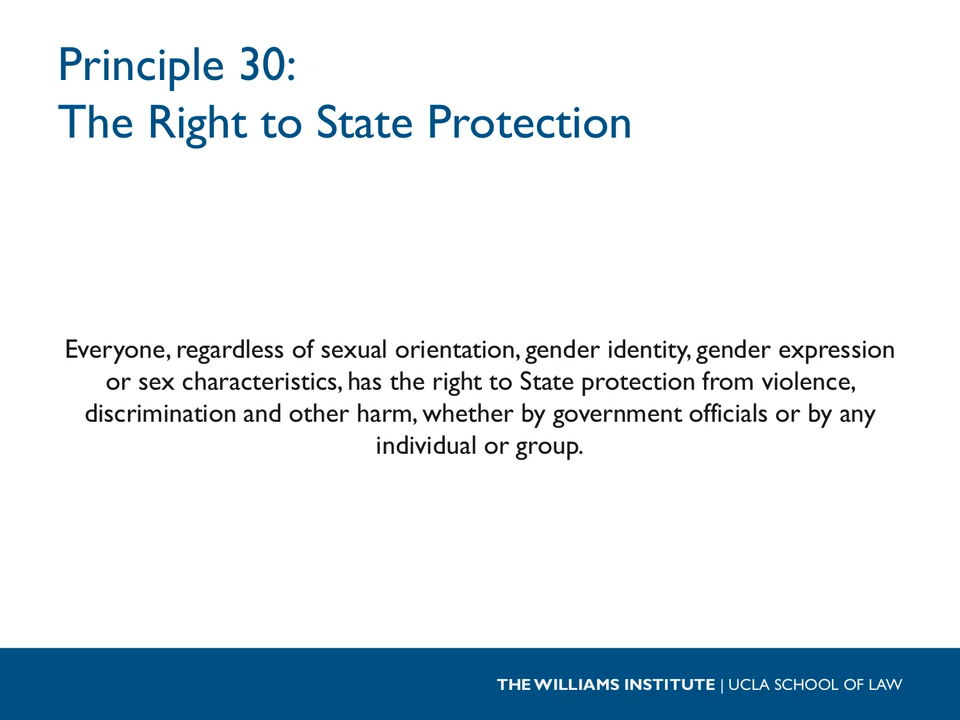 Principle 30:
The Right to State Protection
Everyone, regardless of sexual orientation, gender identity, gender expression
or sex characteristics, has the right to State protection from violence,
discrimination and other harm, whether by government officials or by any
individual or group.
THE WILLIAMS INSTITUTE | UCLA SCHOOL OF LAW